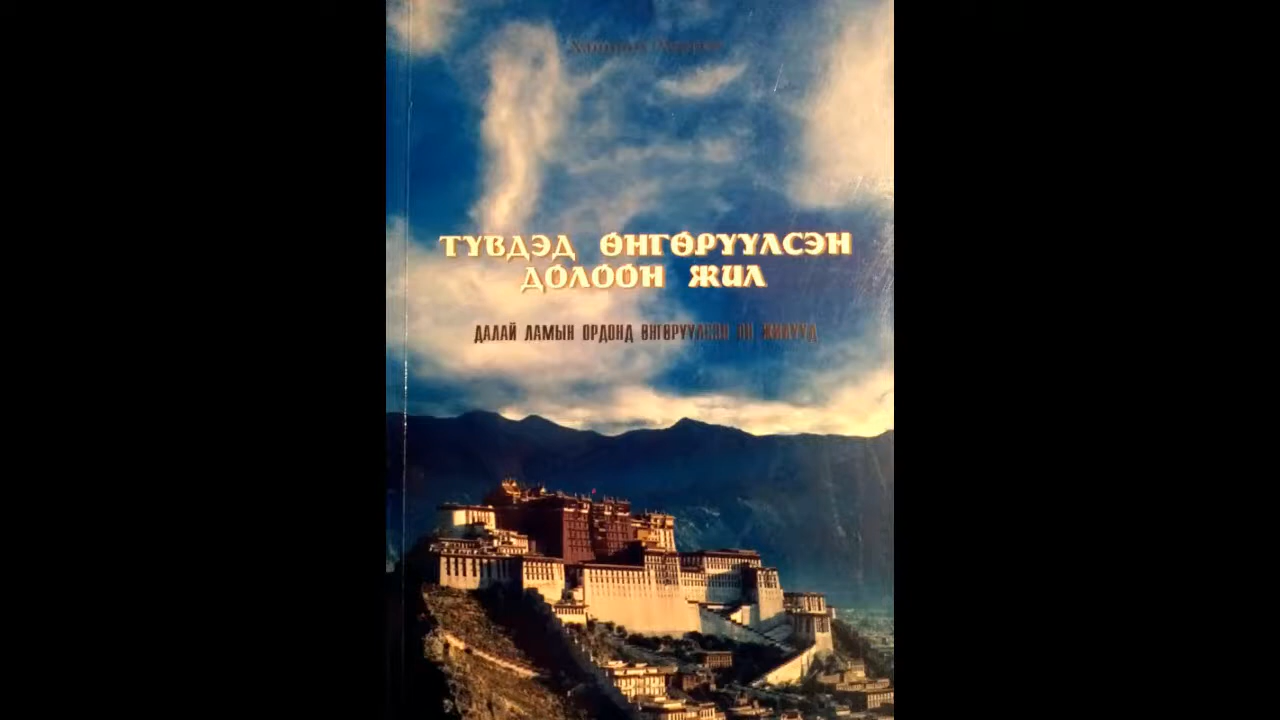 ТҮВДЭД ӨНГӨРҮҮЛСЭН
ДОЛООН ЖИЛ
ДАЛАЙ ЛАМЫН ОРДОНД ӨНГӨРҮҮЛСЭН ОН ЖИЛҮҮД